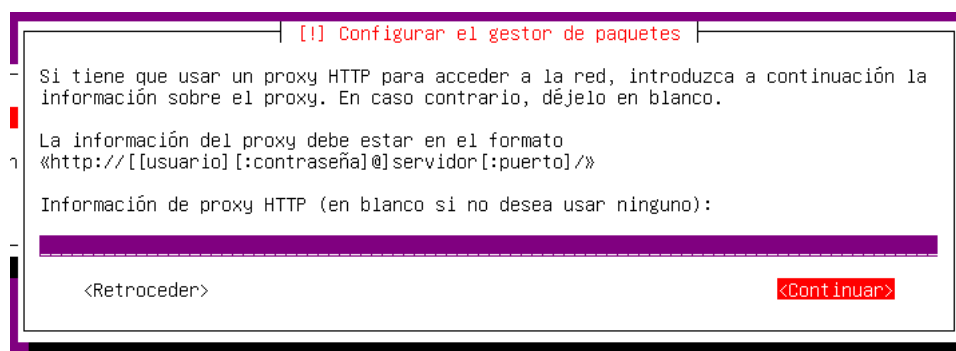 [!] Configurar el gestor de paquetes
Si tiene que usar un proxy HTTP para acceder a la red, introduzca a continuación la
información sobre el proxy. En caso contrario, déjelo en blanco.
La información del proxy debe estar en el formato
«http://[[usuario][:contraseña]@]servidor[:puerto]/»
Información de proxy HTTP (en blanco si no desea usar ninguno):
<Retroceder> <Continuar>